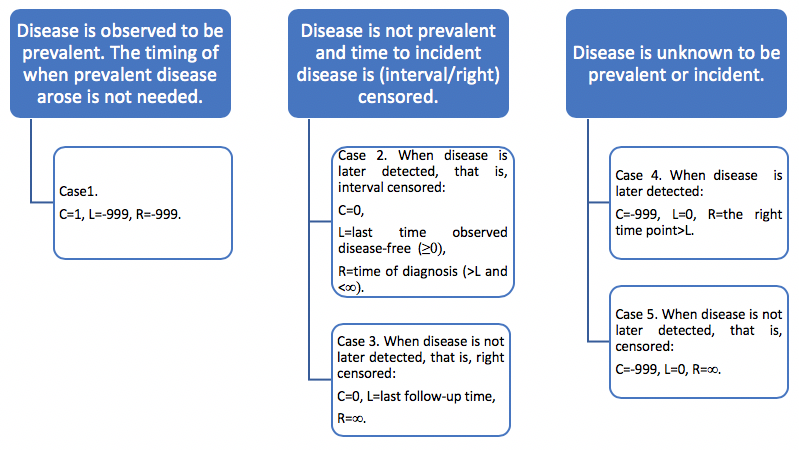 Disease is observed to be
prevalent. The timing of
when prevalent disease
arose is not needed.
Case1.
C=1, L=-999, R=-999.
Disease is not prevalent
and time to incident
disease is (interval/right)
censored.
Case 2. When disease is
later detected, that is,
interval censored:
C=0,
L=last time observed
disease-free (≥0),
R=time of diagnosis (>L and
<∞).
Case 3. When disease is not
later detected, that is, right
censored:
C=0, L=last follow-up time,
R=∞.
Disease is unknown to be
prevalent or incident.
Case 4. When disease is
later detected:
C=-999, L=0, R=the right
time point>L.
Case 5. When disease is not
later detected, that is,
censored:
C=-999, L=0, R=∞.